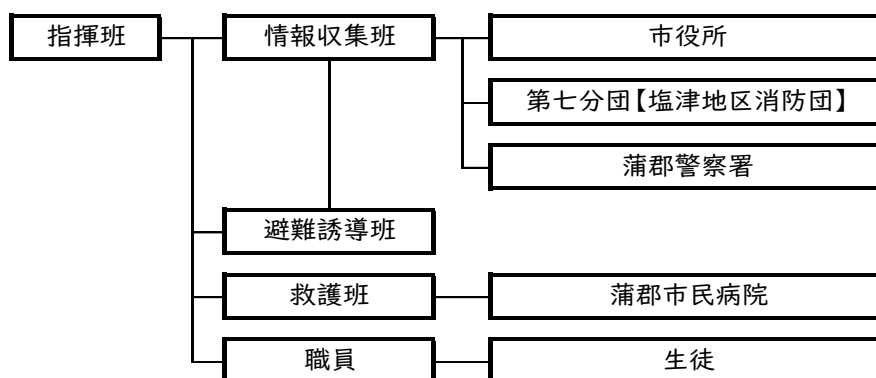 指揮班
情報収集班
市役所
第七分団【塩津地区消防団】
蒲郡警察署
避難誘導班
救護班
蒲郡市民病院
職員
生徒